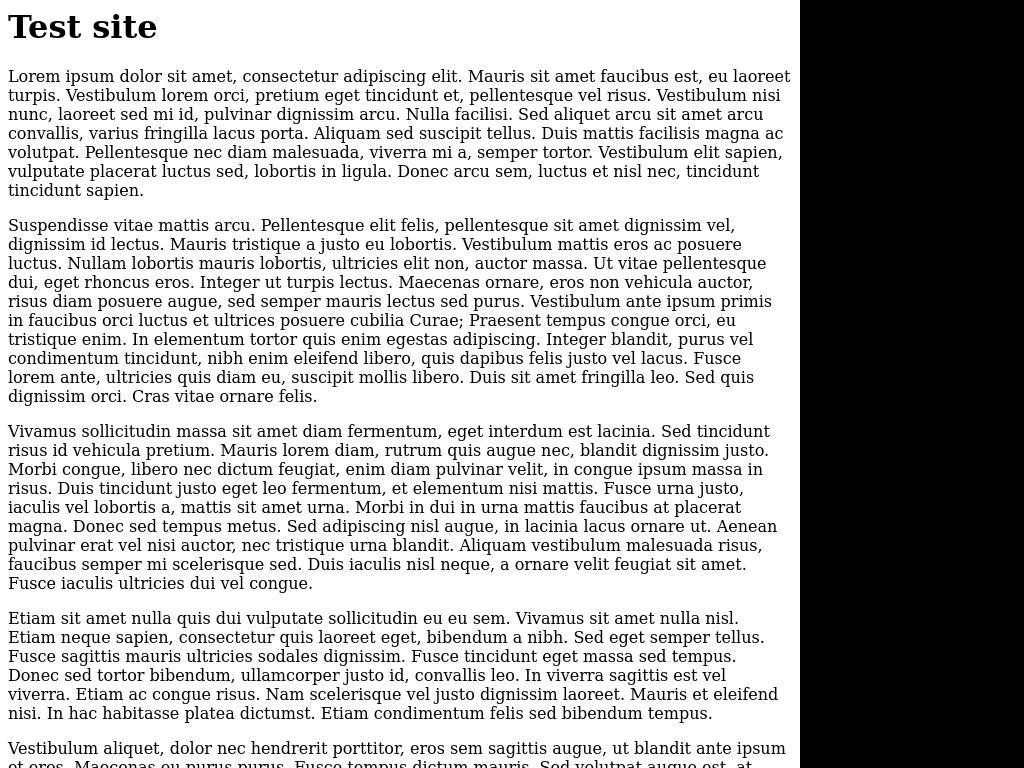 Test site
Lorem ipsum dolor sit amet, consectetur adipiscing elit. Mauris sit amet faucibus est, eu laoreet
turpis. Vestibulum lorem orci, pretium eget tincidunt et, pellentesque vel risus. Vestibulum nisi
nunc, laoreet sed mi id, pulvinar dignissim arcu. Nulla facilisi. Sed aliquet arcu sit amet arcu
convallis, varius fringilla lacus porta. Aliquam sed suscipit tellus. Duis mattis facilisis magna ac
volutpat. Pellentesque nec diam malesuada, viverra mi a, semper tortor. Vestibulum elit sapien,
vulputate placerat luctus sed, lobortis in ligula. Donec arcu sem, luctus et nisl nec, tincidunt
tincidunt sapien.
Suspendisse vitae mattis arcu. Pellentesque elit felis, pellentesque sit amet dignissim vel,
dignissim id lectus. Mauris tristique a justo eu lobortis. Vestibulum mattis eros ac posuere
luctus. Nullam lobortis mauris lobortis, ultricies elit non, auctor massa. Ut vitae pellentesque
dui, eget rhoncus eros. Integer ut turpis lectus. Maecenas ornare, eros non vehicula auctor,
risus diam posuere augue, sed semper mauris lectus sed purus. Vestibulum ante ipsum primis
in faucibus orci luctus et ultrices posuere cubilia Curae; Praesent tempus congue orci, eu
tristique enim. In elementum tortor quis enim egestas adipiscing. Integer blandit, purus vel
condimentum tincidunt, nibh enim eleifend libero, quis dapibus felis justo vel lacus. Fusce
lorem ante, ultricies quis diam eu, suscipit mollis libero. Duis sit amet fringilla leo. Sed quis
dignissim orci. Cras vitae ornare felis.
Vivamus sollicitudin massa sit amet diam fermentum, eget interdum est lacinia. Sed tincidunt
risus id vehicula pretium. Mauris lorem diam, rutrum quis augue nec, blandit dignissim justo.
Morbi congue, libero nec dictum feugiat, enim diam pulvinar velit, in congue ipsum massa in
risus. Duis tincidunt justo eget leo fermentum, et elementum nisi mattis. Fusce urna justo,
iaculis vel lobortis a, mattis sit amet urna. Morbi in dui in urna mattis faucibus at placerat
magna. Donec sed tempus metus. Sed adipiscing nisl augue, in lacinia lacus ornare ut. Aenean
pulvinar erat vel nisi auctor, nec tristique urna blandit. Aliquam vestibulum malesuada risus,
faucibus semper mi scelerisque sed. Duis iaculis nisl neque, a ornare velit feugiat sit amet.
Fusce iaculis ultricies dui vel congue.
Etiam sit amet nulla quis dui vulputate sollicitudin eu eu sem. Vivamus sit amet nulla nisl.
Etiam neque sapien, consectetur quis laoreet eget, bibendum a nibh. Sed eget semper tellus.
Fusce sagittis mauris ultricies sodales dignissim. Fusce tincidunt eget massa sed tempus.
Donec sed tortor bibendum, ullamcorper justo id, convallis leo. In viverra sagittis est vel
viverra. Etiam ac congue risus. Nam scelerisque vel justo dignissim laoreet. Mauris et eleifend
nisi. In hac habitasse platea dictumst. Etiam condimentum felis sed bibendum tempus.
Vestibulum aliquet, dolor nec hendrerit porttitor, eros sem sagittis augue, ut blandit ante ipsum
et eros. Maecenas eu purus purus. Fusce tempus dictum mauris. Sed volutpat augue est, at